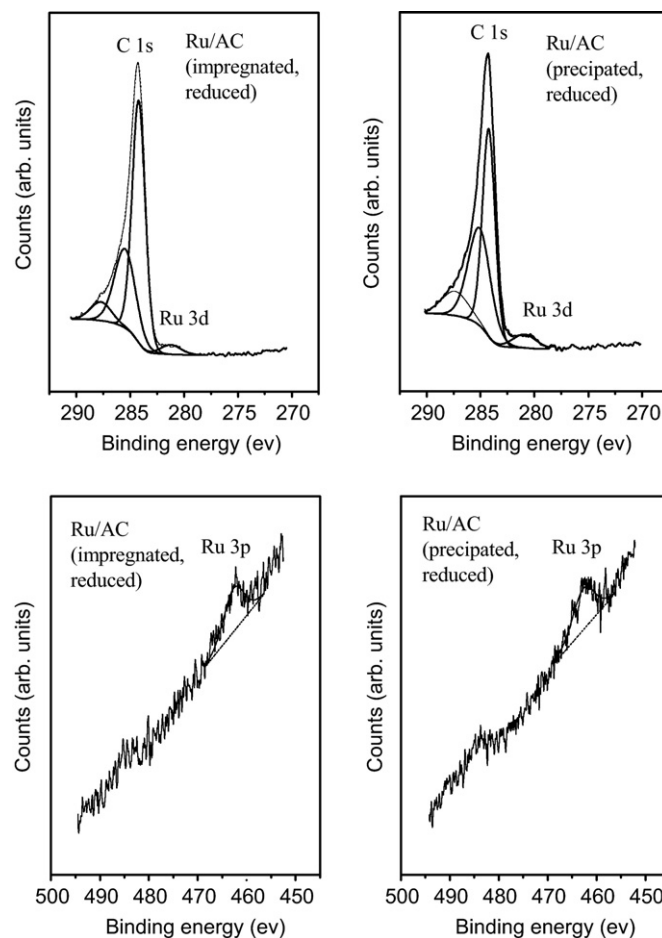 C 1s
Ru/AC
(impregnated,
reduced)
Ru 3d
Counts (arb. units)
290 285 280 275 270
Binding energy (ev)
C 1s
Ru/AC
(precipated,
reduced)
Ru 3d
Counts (arb. units)
290 285 280 275 270
Binding energy (ev)
Ru/AC
(impregnated,
reduced)
Ru 3p
Counts (arb. units)
500 490 480 470 460 450
Binding energy (ev)
Ru/AC
(precipated,
reduced)
Ru 3p
Counts (arb. units)
500 490 480 470 460 450
Binding energy (ev)